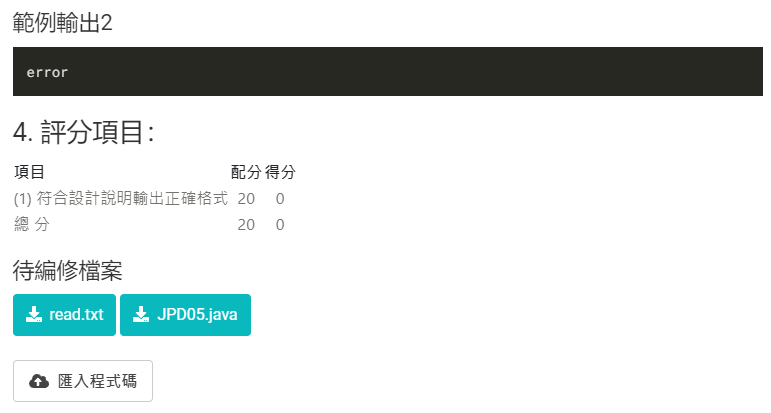 範例輸出2
error
4. 評分項目：
項目 配分 得分
(1) 符合設計說明輸出正確格式 20 0
總 分 20 0
待編修檔案
read.txt JPD05.java
匯入程式碼